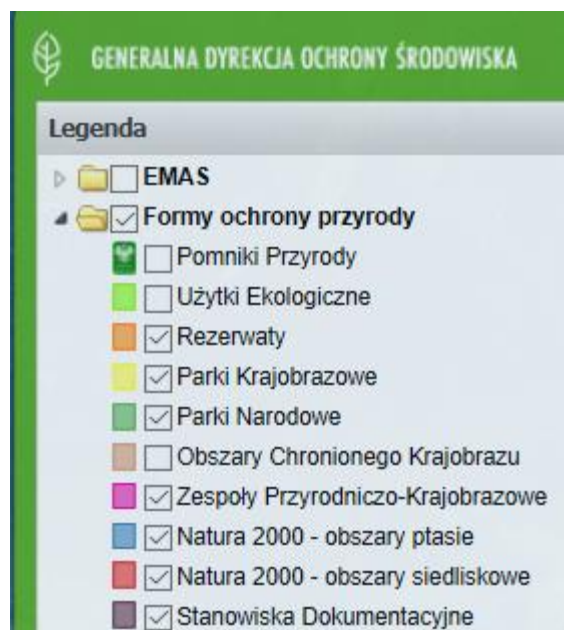 GENERALNA DYREKCJA OCHRONY ŚRODOWISKA
Legenda
EMAS
Formy ochrony przyrody
Pomniki Przyrody
Użytki Ekologiczne
Rezerwaty
Parki Krajobrazowe
Parki Narodowe
Obszary Chronionego Krajobrazu
Zespoły Przyrodniczo-Krajobrazowe
Natura 2000 - obszary ptasie
Natura 2000 - obszary siedliskowe
Stanowiska Dokumentacyjne